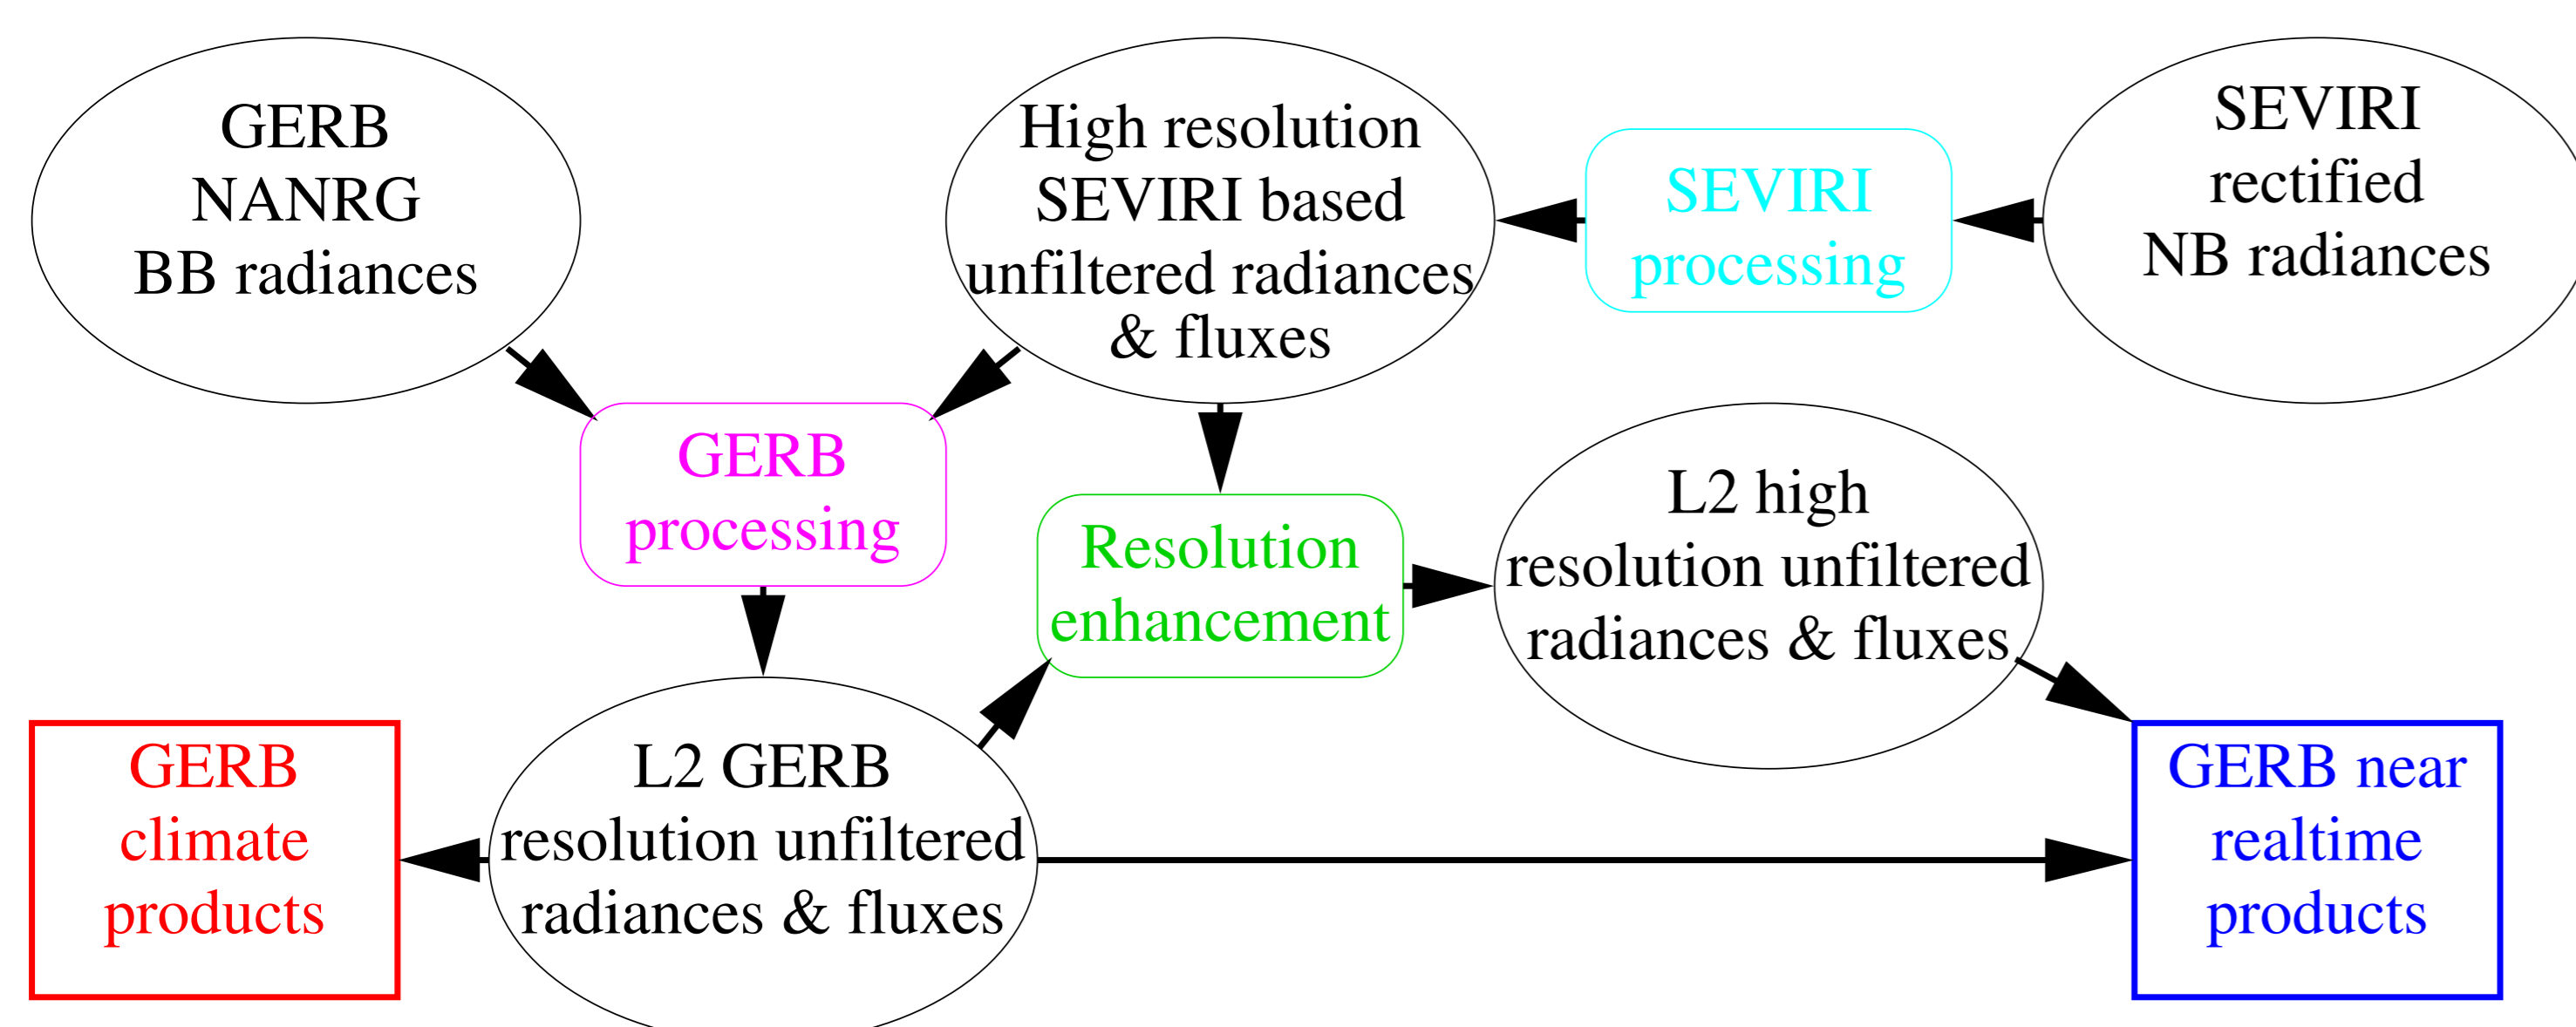 GERB
NANRG
BB radiances
High resolution
SEVIRI based
unfiltered radiances
& fluxes
SEVIRI
processing
SEVIRI
rectified
NB radiances
GERB
processing
Resolution
enhancement
L2 high
resolution unfiltered
radiances & fluxes
GERB
climate
products
L2 GERB
resolution unfiltered
radiances & fluxes
GERB near
realtime
products